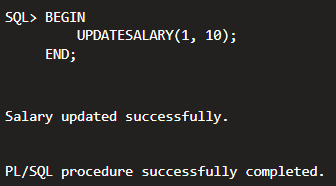 SQL> BEGIN
UPDATESALARY(1, 10);
END;
Salary updated successfully.
PL/SQL procedure successfully completed.